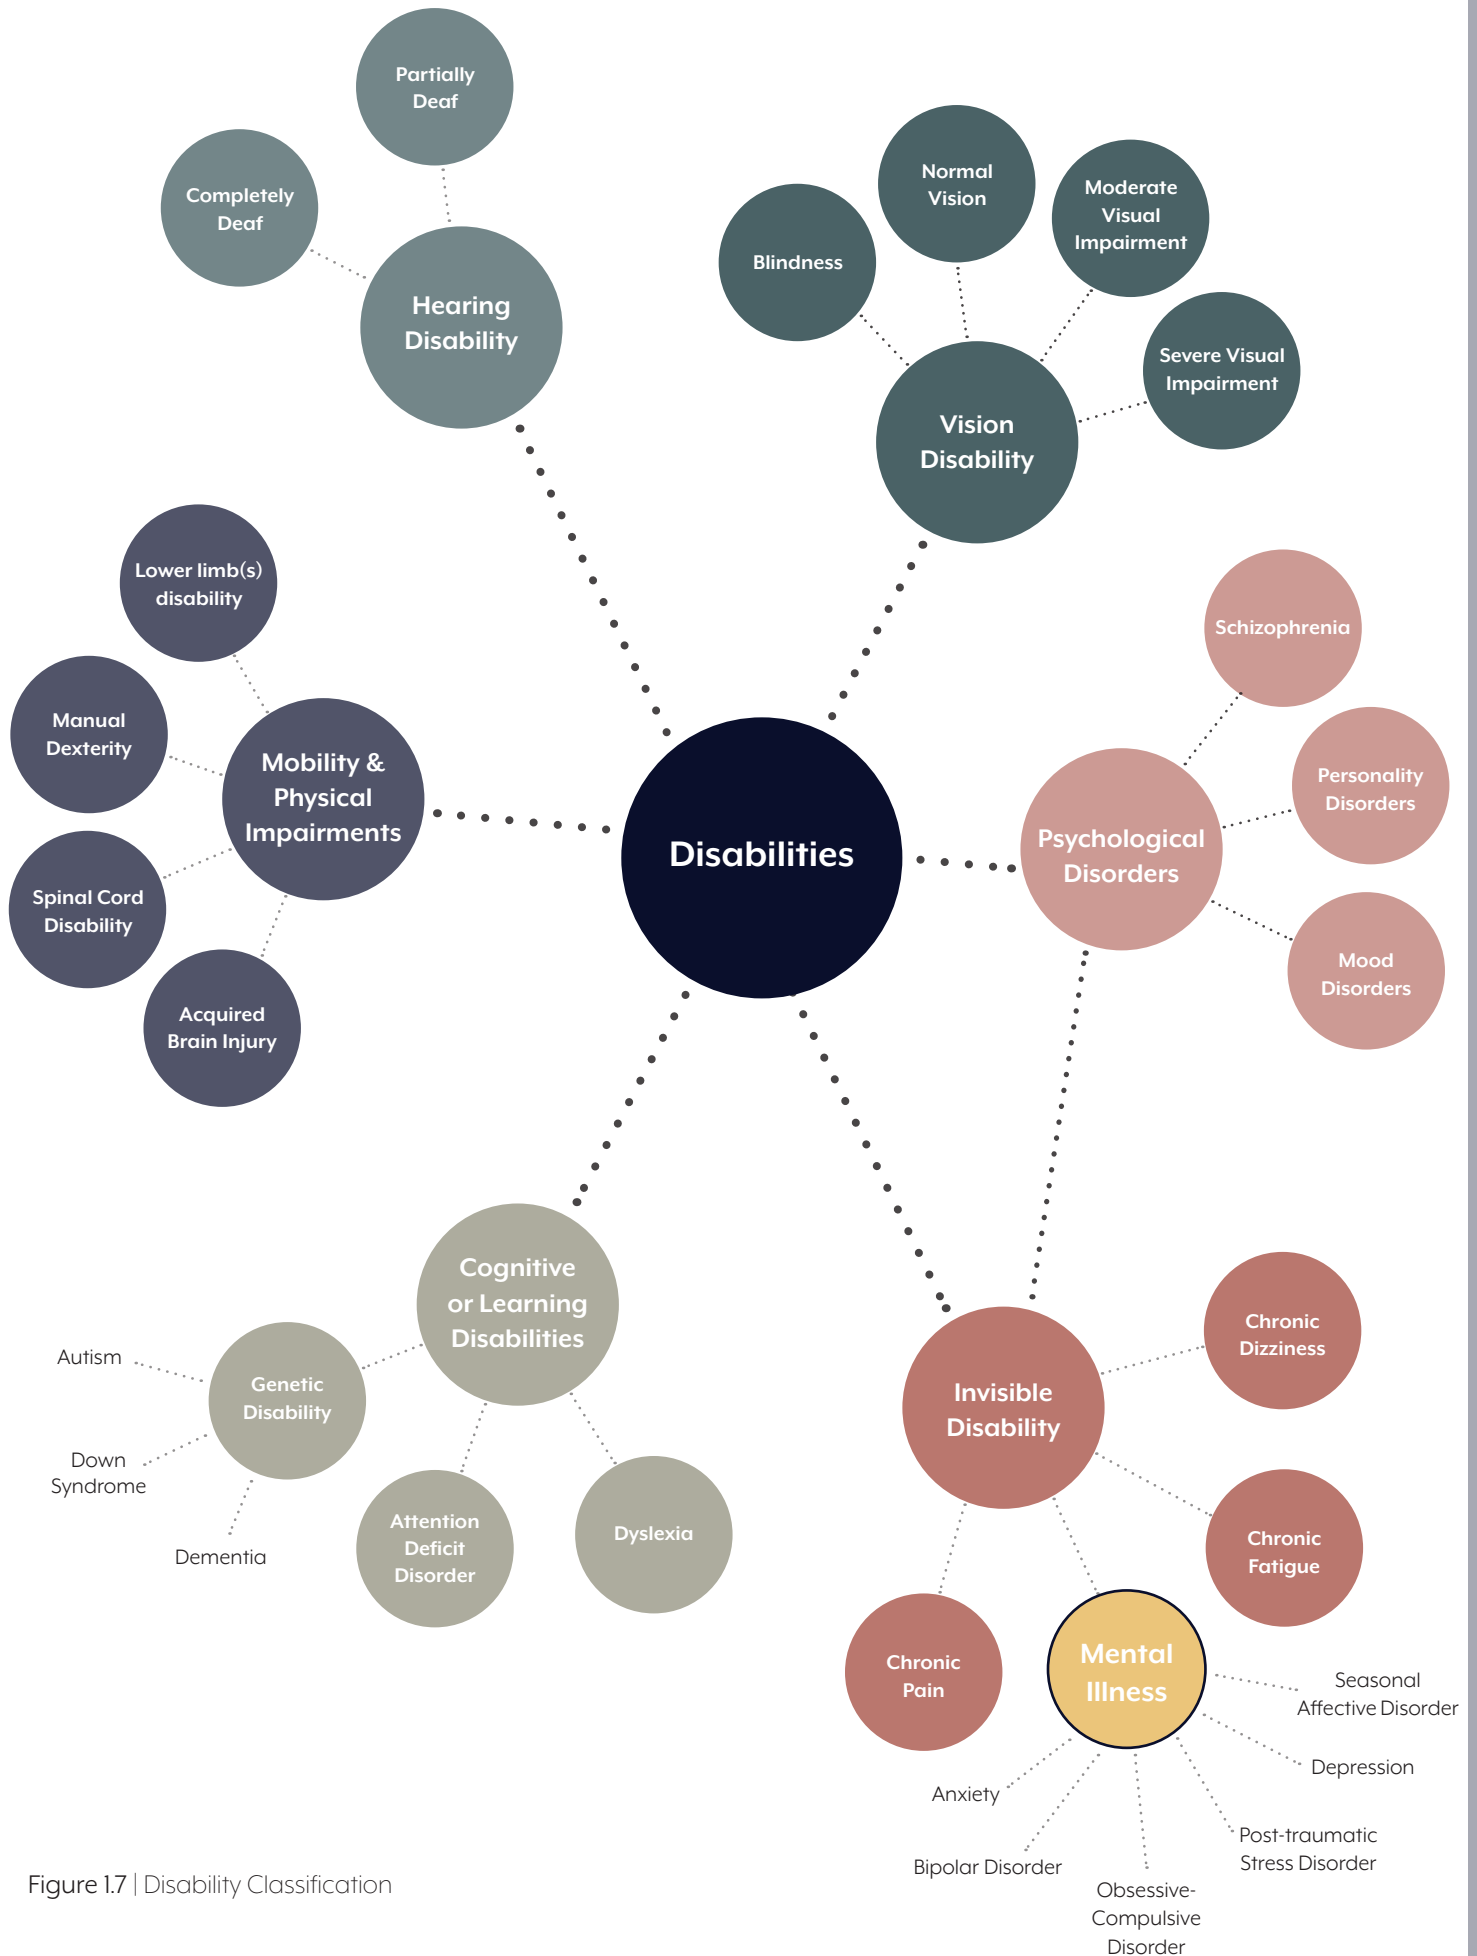 Partially
Deaf
Completely
Deaf
Hearing
Disability
Normal
Vision
Moderate
Visual
Impairment
Blindness
Severe Visual
Impairment
Vision
Disability
Lower limb(s)
disability
Manual
Dexterity
Mobility &
Physical
Impairments
Spinal Cord
Disability
Acquired
Brain Injury
Disabilities
Schizophrenia
Personality
Disorders
Psychological
Disorders
Mood
Disorders
Cognitive
or Learning
Disabilities
Autism
Genetic
Disability
Down
Syndrome
Dementia
Attention
Deficit
Disorder
Dyslexia
Chronic
Dizziness
Invisible
Disability
Chronic
Fatigue
Chronic
Pain
Mental
Illness
Seasonal
Affective Disorder
Depression
Anxiety
Post-traumatic
Stress Disorder
Bipolar Disorder
Obsessive-
Compulsive
Disorder
Figure 1.7 | Disability Classification